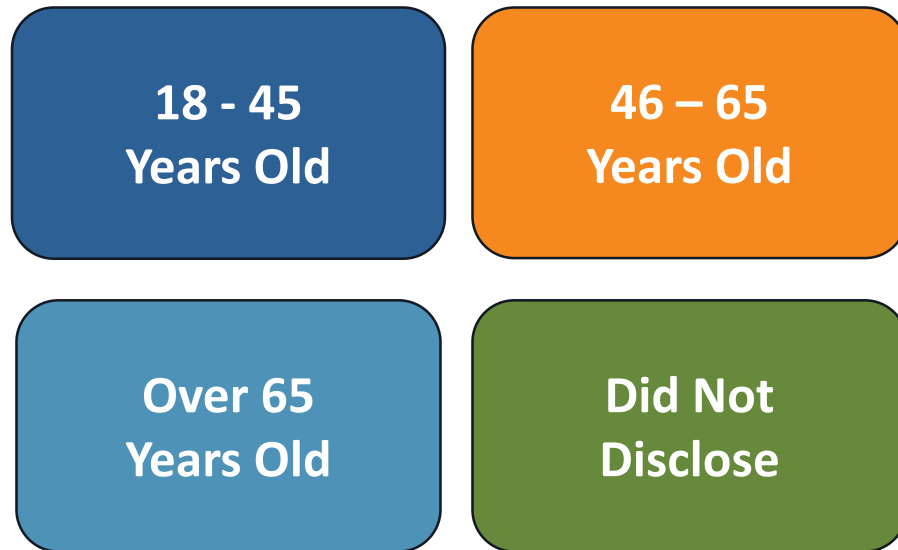 18 - 45
Years Old
46 – 65
Years Old
Over 65
Years Old
Did Not
Disclose